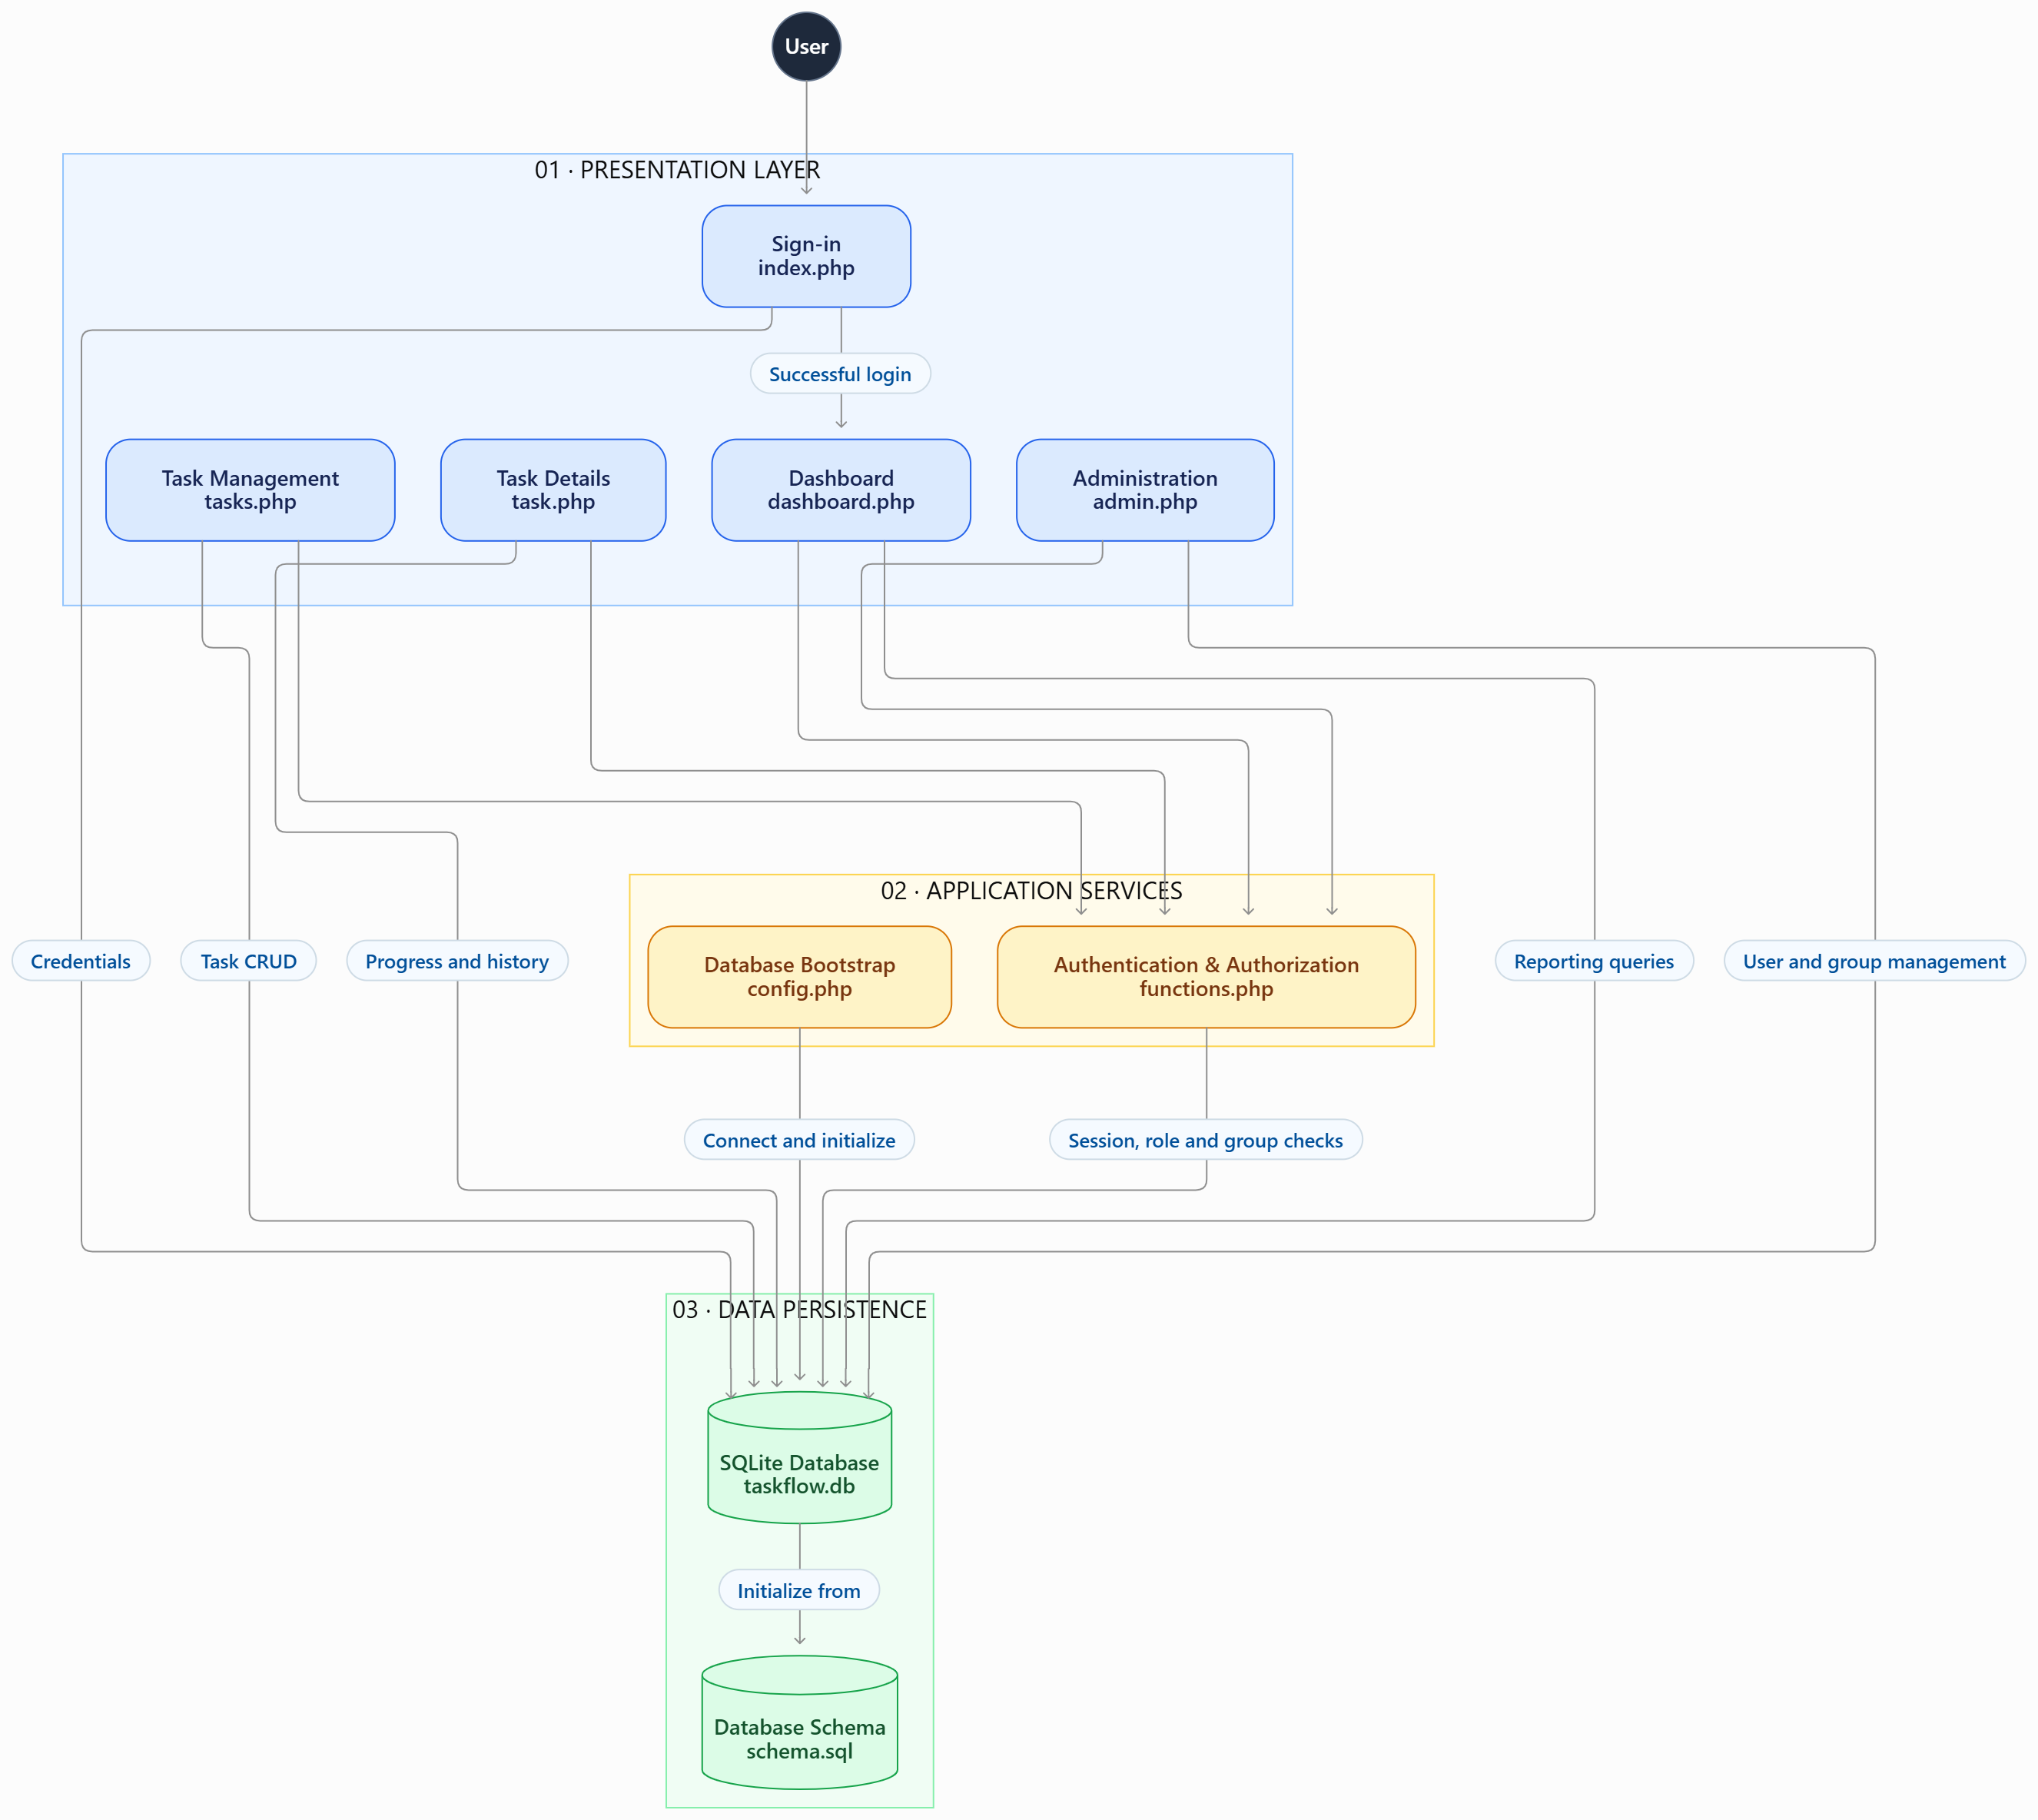 User
01 · PRESENTATION LAYER
Sign-in
index.php
Successful login
Task Management
tasks.php
Task Details
task.php
Dashboard
dashboard.php
Administration
admin.php
02 · APPLICATION SERVICES
Credentials
Task CRUD
Progress and history
Database Bootstrap
config.php
Authentication & Authorization
functions.php
Reporting queries
User and group management
Connect and initialize
Session, role and group checks
03 · DATA PERSISTENCE
SQLite Database
taskflow.db
Initialize from
Database Schema
schema.sql